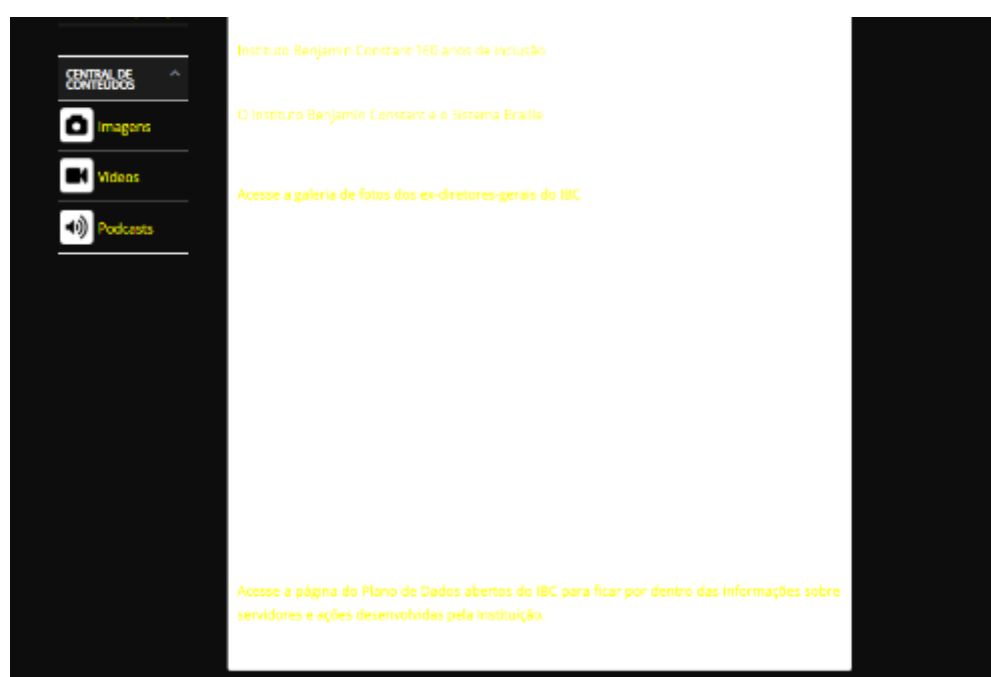 CENTRAL DE
CONTEÚDOS
Imagens
Vídeos
Podcasts
Instituto Benjamin Constant 160 anos de inclusão
O Instituto Benjamin Constant e o Sistema Braille
Acesse a galeria de fotos dos ex-diretores-gerais do IBC
Acesse a página do Plano de Dados abertos do IBC para ficar por dentro das informações sobre
servidores e ações desenvolvidas pela instituição.